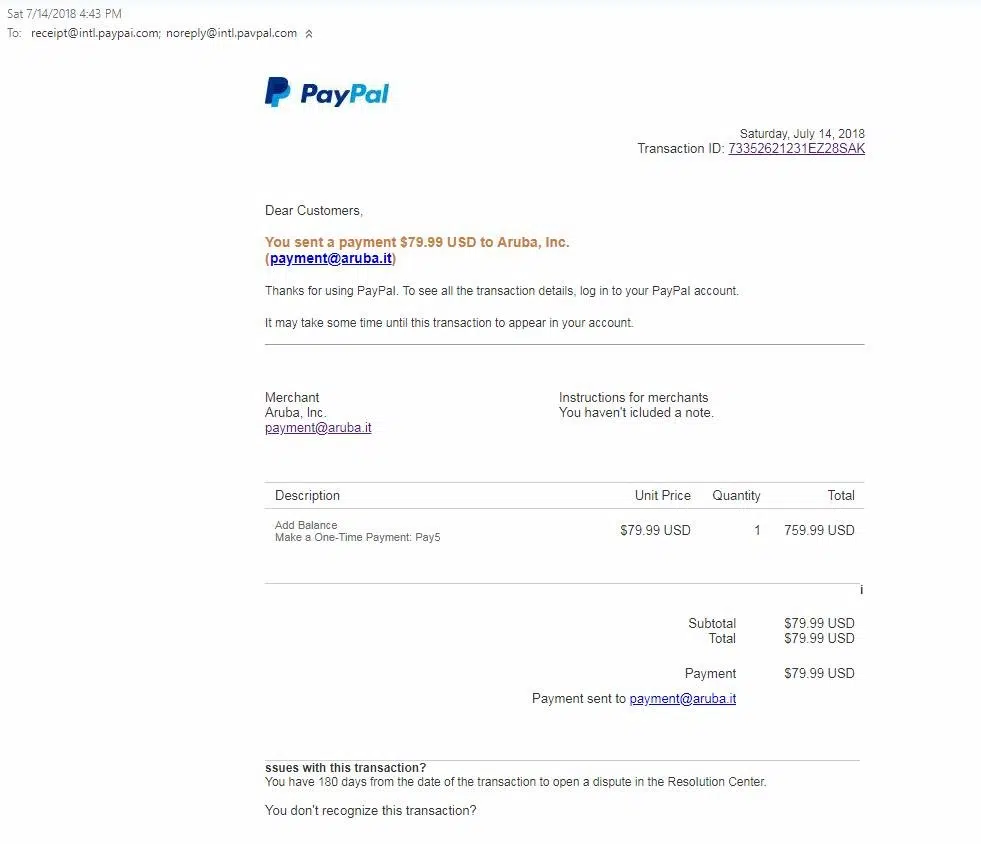 Sat 7/14/2018 4:43 PM
To: receipt@intl.paypai.com; noreply@intl.pavpal.com
PayPal
Saturday, July 14, 2018
Transaction ID: 73352621231EZ28SAK
Dear Customers,
You sent a payment $79.99 USD to Aruba, Inc.
(payment@aruba.it)
Thanks for using PayPal. To see all the transaction details, log in to your PayPal account.
It may take some time until this transaction to appear in your account.
Merchant
Aruba, Inc.
payment@aruba.it
Instructions for merchants
You haven't icluded a note.
Description Unit Price Quantity Total
Add Balance
Make a One-Time Payment: Pay5
$79.99 USD 1 759.99 USD
i
Subtotal $79.99 USD
Total $79.99 USD
Payment $79.99 USD
Payment sent to payment@aruba.it
ssues with this transaction?
You have 180 days from the date of the transaction to open a dispute in the Resolution Center.
You don't recognize this transaction?